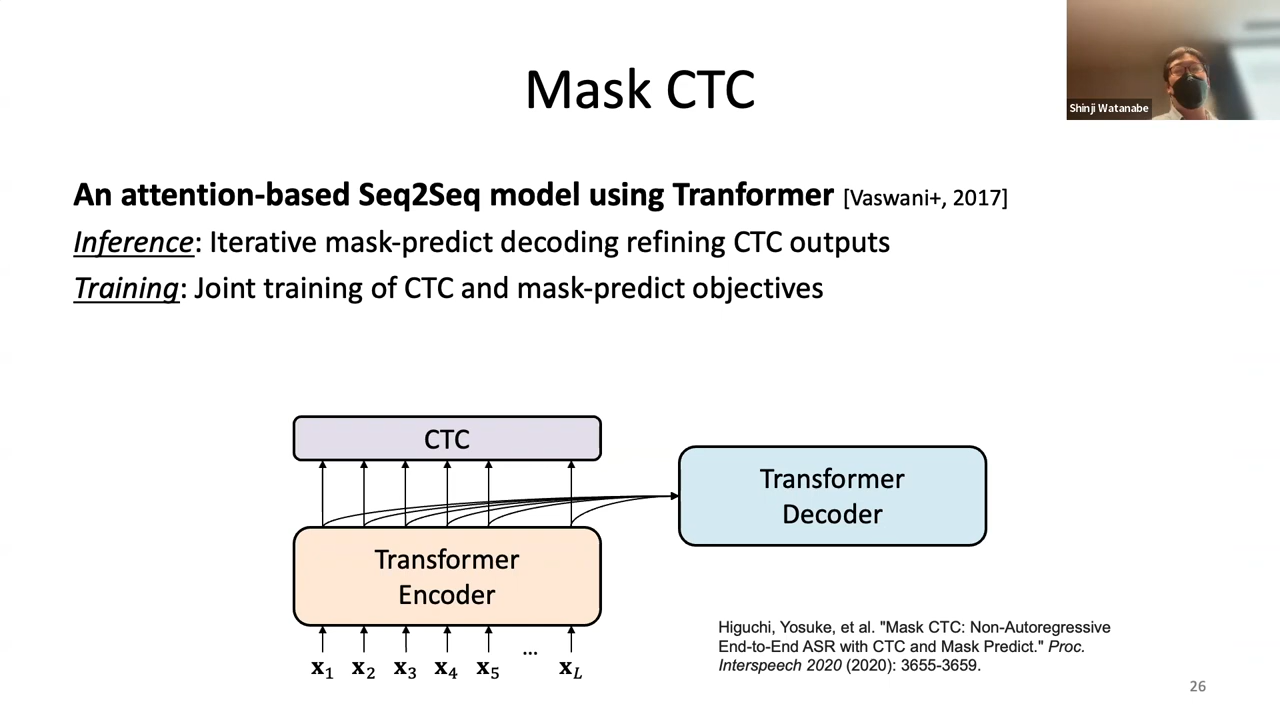 Mask CTC
Shinji Watanabe
An attention-based Seq2Seq model using Tranformer [Vaswani+, 2017]
Inference: Iterative mask-predict decoding refining CTC outputs
Training: Joint training of CTC and mask-predict objectives
CTC
Transformer
Decoder
Transformer
Encoder
x₁ x₂ x₃ x₄ x₅ ... x_L
Higuchi, Yosuke, et al. "Mask CTC: Non-Autoregressive
End-to-End ASR with CTC and Mask Predict." Proc.
Interspeech 2020 (2020): 3655-3659.
26